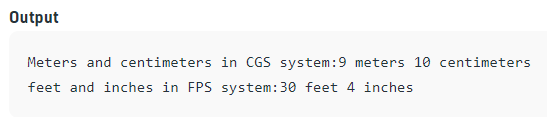 Output
Meters and centimeters in CGS system:9 meters 10 centimeters
feet and inches in FPS system:30 feet 4 inches